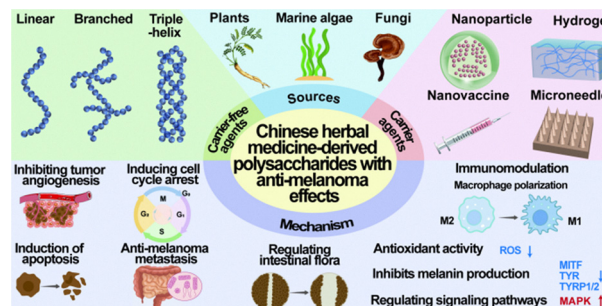 Linear
Branched
Triple
-helix
Plants
Marine algae
Fungi
Nanoparticle
Hydroge
Nanovaccine
Microneedle
Sources
Carrier-free
agents
Carrier
agents
Chinese herbal
medicine-derived
polysaccharides with
anti-melanoma
effects
Mechanism
Inhibiting tumor
angiogenesis
Inducing cell
cycle arrest
M
S
Induction of
apoptosis
Anti-melanoma
metastasis
Regulating
intestinal flora
Immunomodulation
Macrophage polarization
M2
M1
Antioxidant activity
ROS ↓
Inhibits melanin production
MITF
TYR ↓
TYRP1/2
Regulating signaling pathways
MAPK ↑